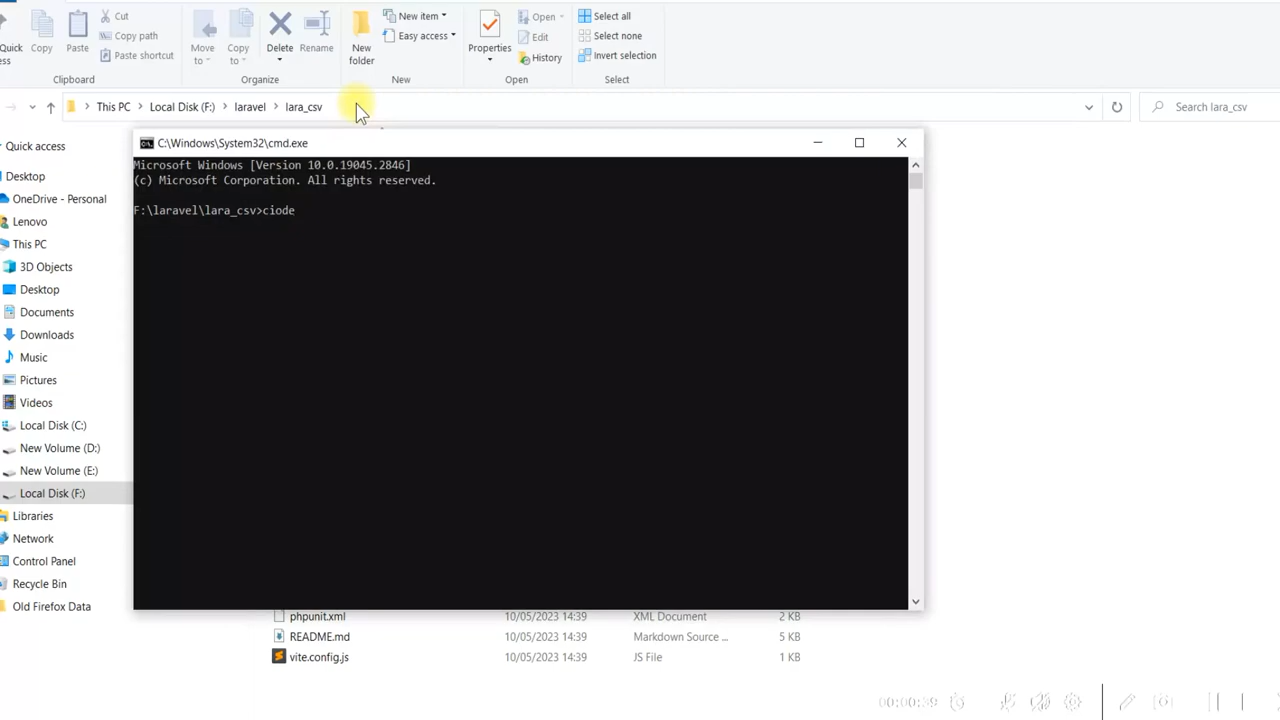 Cut
Copy path
Paste shortcut
Quick
ess
Copy
Paste
Clipboard
Move
to
Copy
to
Delete
Rename
Organize
New
folder
New item
Easy access
New
Properties
Open
Edit
History
Open
Select all
Select none
Invert selection
Select
This PC > Local Disk (F:) > laravel > lara_csv
Search lara_csv
Quick access
Desktop
OneDrive - Personal
Lenovo
This PC
3D Objects
Desktop
Documents
Downloads
Music
Pictures
Videos
Local Disk (C:)
New Volume (D:)
New Volume (E:)
Local Disk (F:)
Libraries
Network
Control Panel
Recycle Bin
Old Firefox Data
C:\Windows\System32\cmd.exe
Microsoft Windows [Version 10.0.19045.2846]
(c) Microsoft Corporation. All rights reserved.
F:\laravel\lara_csv>ciode
phpunit.xml 10/05/2023 14:39 XML Document 2 KB
README.md 10/05/2023 14:39 Markdown Source ... 5 KB
vite.config.js 10/05/2023 14:39 JS File 1 KB
00:00:39